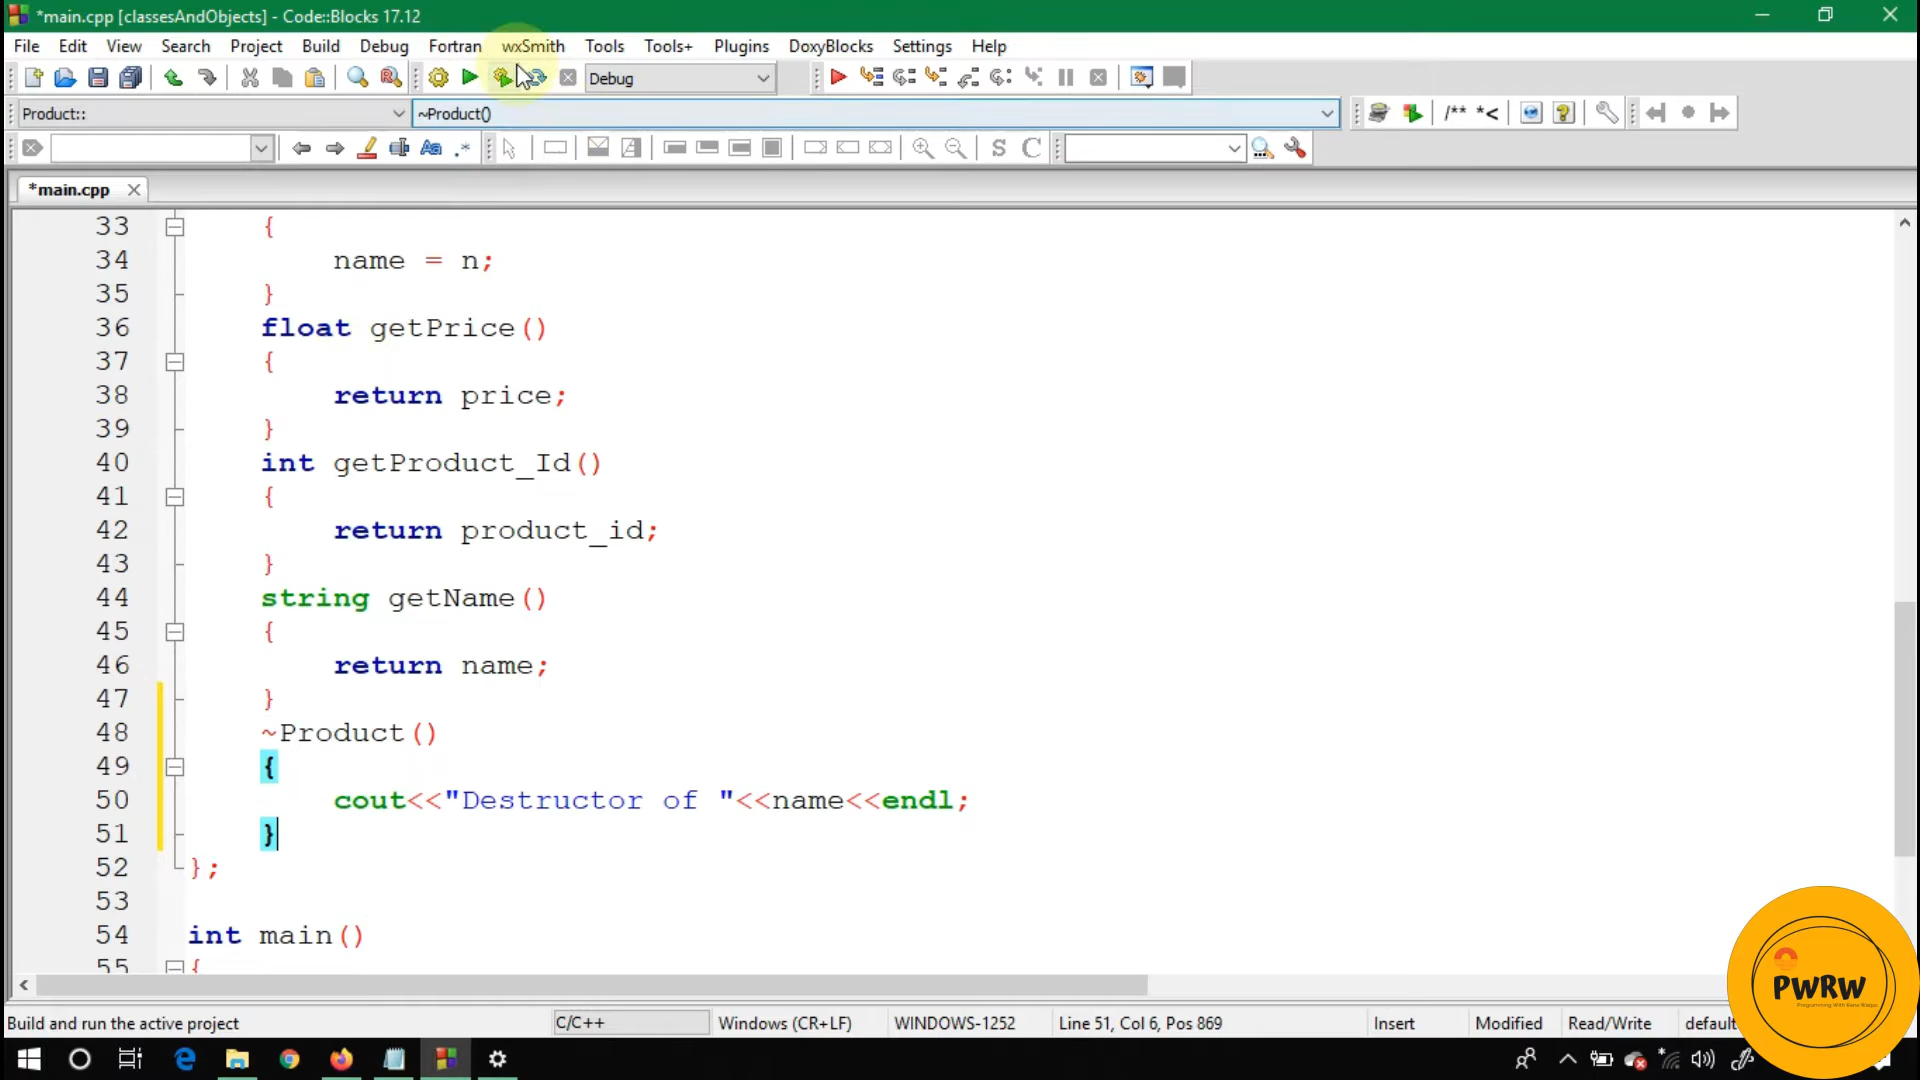 *main.cpp [classesAndObjects] - Code::Blocks 17.12
File Edit View Search Project Build Debug Fortran wxSmith Tools Tools+ Plugins DoxyBlocks Settings Help
Debug
Product:: ~Product() /** *<
S C
*main.cpp
33 {
34 name = n;
35 }
36 float getPrice()
37 {
38 return price;
39 }
40 int getProduct_Id()
41 {
42 return product_id;
43 }
44 string getName()
45 {
46 return name;
47 }
48 ~Product()
49 {
50 cout<<"Destructor of "<<name<<endl;
51 }
52 };
53
54 int main()
55 {
PWRW
Build and run the active project C/C++ Windows (CR+LF) WINDOWS-1252 Line 51, Col 6, Pos 869 Insert Modified Read/Write default